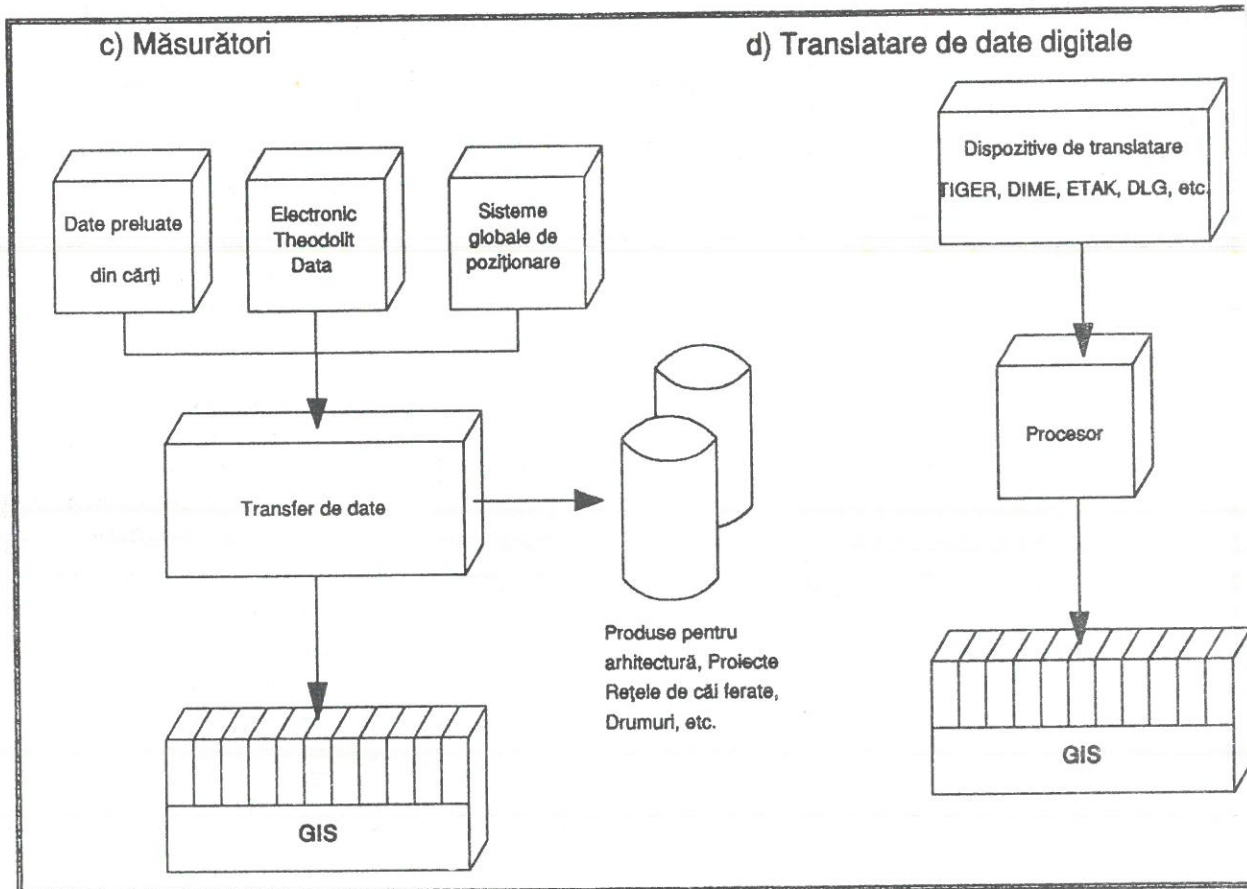 c) Măsurători
d) Translatare de date digitale
Date preluate
din cărți
Electronic
Theodolit
Data
Sisteme
globale de
poziționare
Transfer de date
Produse pentru
arhitectură, Proiecte
Rețele de căi ferate,
Drumuri, etc.
GIS
Dispozitive de translatare
TIGER, DIME, ETAK, DLG, etc.
Procesor
GIS